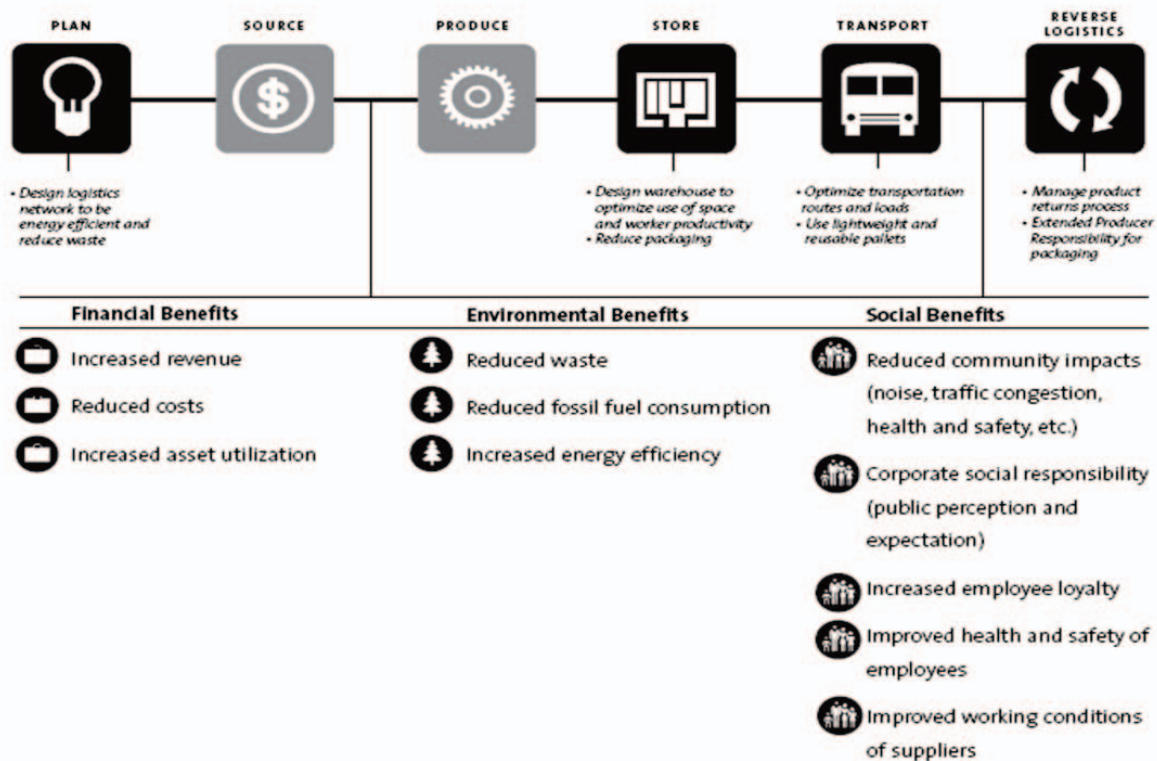 PLAN
SOURCE
PRODUCE
STORE
TRANSPORT
REVERSE
LOGISTICS
$
• Design logistics
network to be
energy efficient and
reduce waste
• Design warehouse to
optimize use of space
and worker productivity
• Reduce packaging
• Optimize transportation
routes and loads
• Use lightweight and
reusable pallets
• Manage product
returns process
• Extended Producer
Responsibility for
packaging
Financial Benefits
Increased revenue
Reduced costs
Increased asset utilization
Environmental Benefits
Reduced waste
Reduced fossil fuel consumption
Increased energy efficiency
Social Benefits
Reduced community impacts
(noise, traffic congestion,
health and safety, etc.)
Corporate social responsibility
(public perception and
expectation)
Increased employee loyalty
Improved health and safety of
employees
Improved working conditions
of suppliers